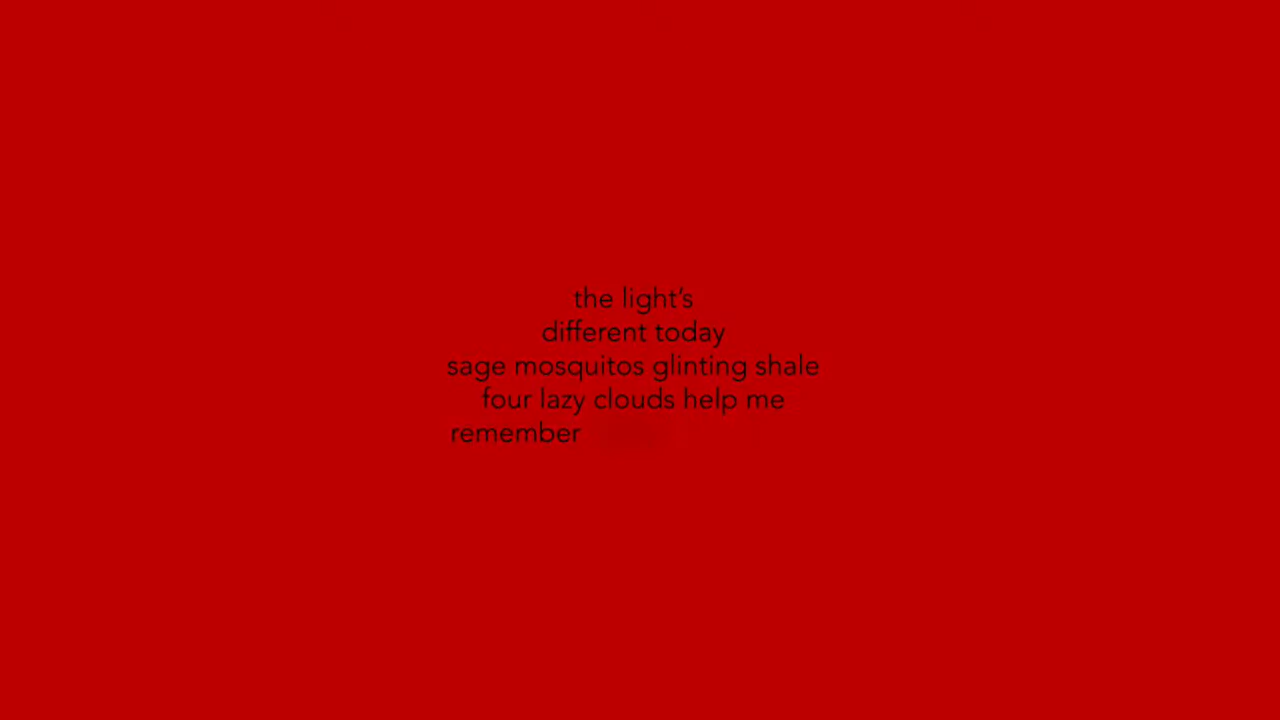 the light’s
different today
sage mosquitos glinting shale
four lazy clouds help me
remember